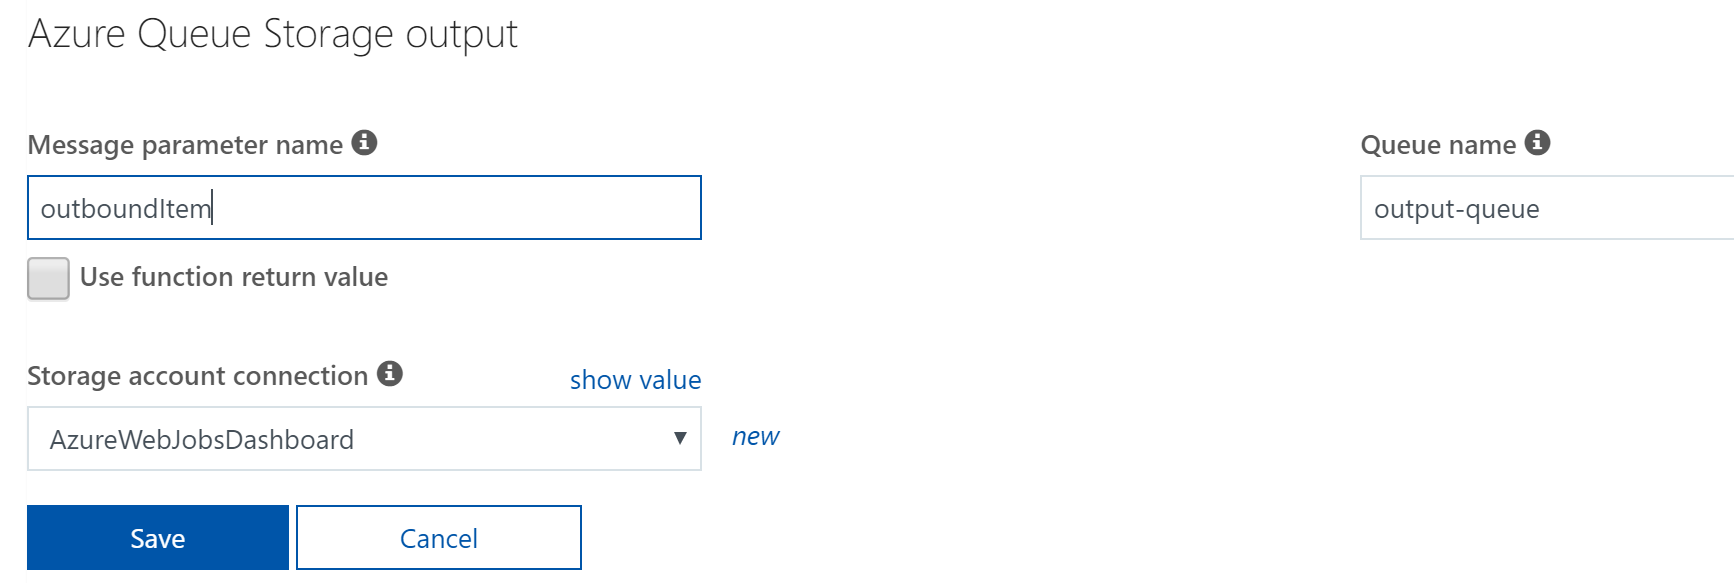 Azure Queue Storage output
Message parameter name
Queue name
outboundItem
output-queue
Use function return value
Storage account connection
show value
AzureWebJobsDashboard
new
Save
Cancel